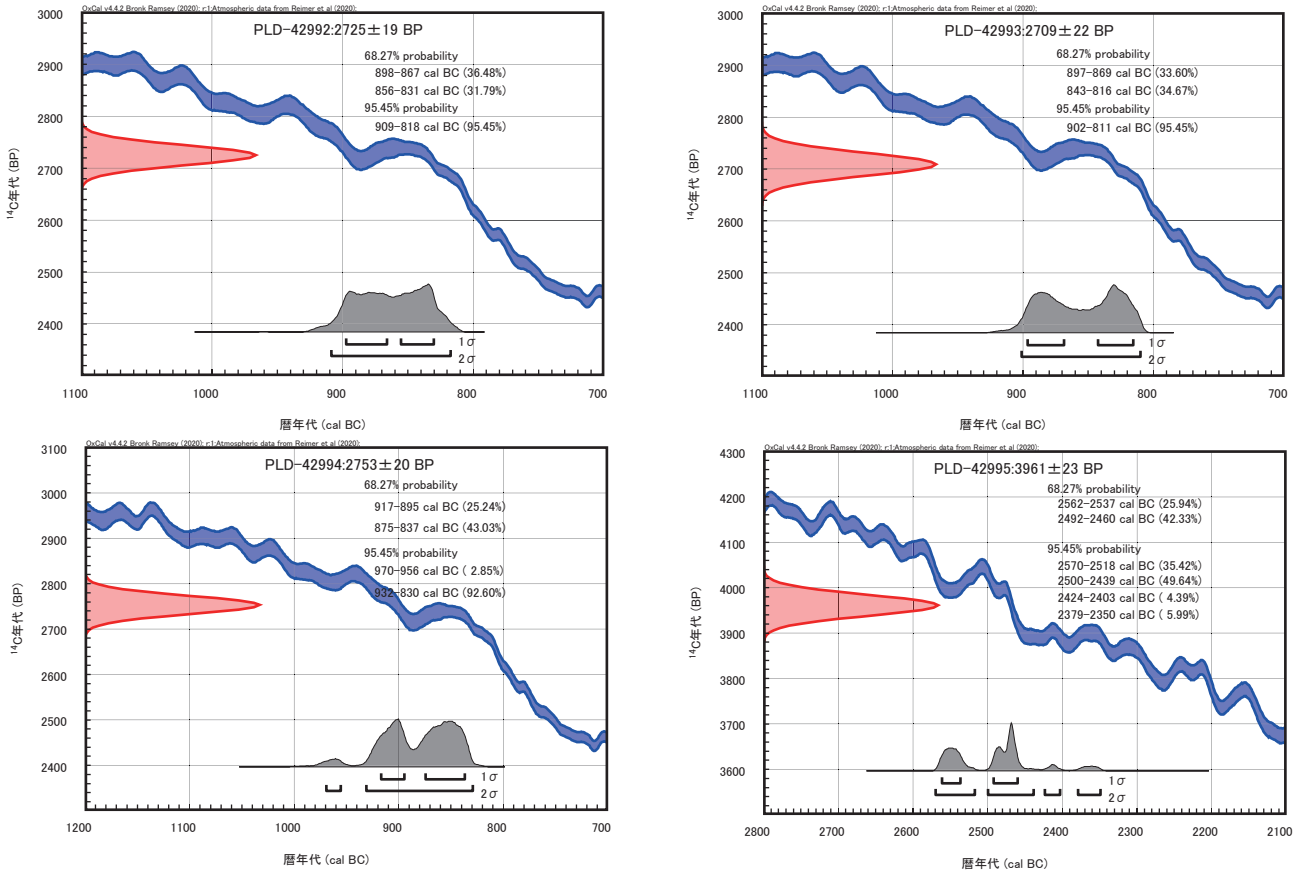 OxCal v4.4.2 Bronk Ramsey (2020); r:1;Atmospheric data from Reimer et al (2020);
PLD-42992:2725±19 BP
68.27% probability
898-867 cal BC (36.48%)
856-831 cal BC (31.79%)
95.45% probability
909-818 cal BC (95.45%)
3000
2900
2800
2700
2600
2500
2400
¹⁴C年代 (BP)
1σ
2σ
1100
1000
900
800
700
暦年代 (cal BC)
OxCal v4.4.2 Bronk Ramsey (2020); r:1;Atmospheric data from Reimer et al (2020);
PLD-42993:2709±22 BP
68.27% probability
897-869 cal BC (33.60%)
843-816 cal BC (34.67%)
95.45% probability
902-811 cal BC (95.45%)
3000
2900
2800
2700
2600
2500
2400
¹⁴C年代 (BP)
1σ
2σ
1100
1000
900
800
700
暦年代 (cal BC)
OxCal v4.4.2 Bronk Ramsey (2020); r:1;Atmospheric data from Reimer et al (2020);
PLD-42994:2753±20 BP
68.27% probability
917-895 cal BC (25.24%)
875-837 cal BC (43.03%)
95.45% probability
970-956 cal BC ( 2.85%)
932-830 cal BC (92.60%)
3100
3000
2900
2800
2700
2600
2500
2400
¹⁴C年代 (BP)
1σ
2σ
1200
1100
1000
900
800
700
暦年代 (cal BC)
OxCal v4.4.2 Bronk Ramsey (2020); r:1;Atmospheric data from Reimer et al (2020);
PLD-42995:3961±23 BP
68.27% probability
2562-2537 cal BC (25.94%)
2492-2460 cal BC (42.33%)
95.45% probability
2570-2518 cal BC (35.42%)
2500-2439 cal BC (49.64%)
2424-2403 cal BC ( 4.39%)
2379-2350 cal BC ( 5.99%)
4300
4200
4100
4000
3900
3800
3700
3600
¹⁴C年代 (BP)
1σ
2σ
2800
2700
2600
2500
2400
2300
2200
2100
暦年代 (cal BC)